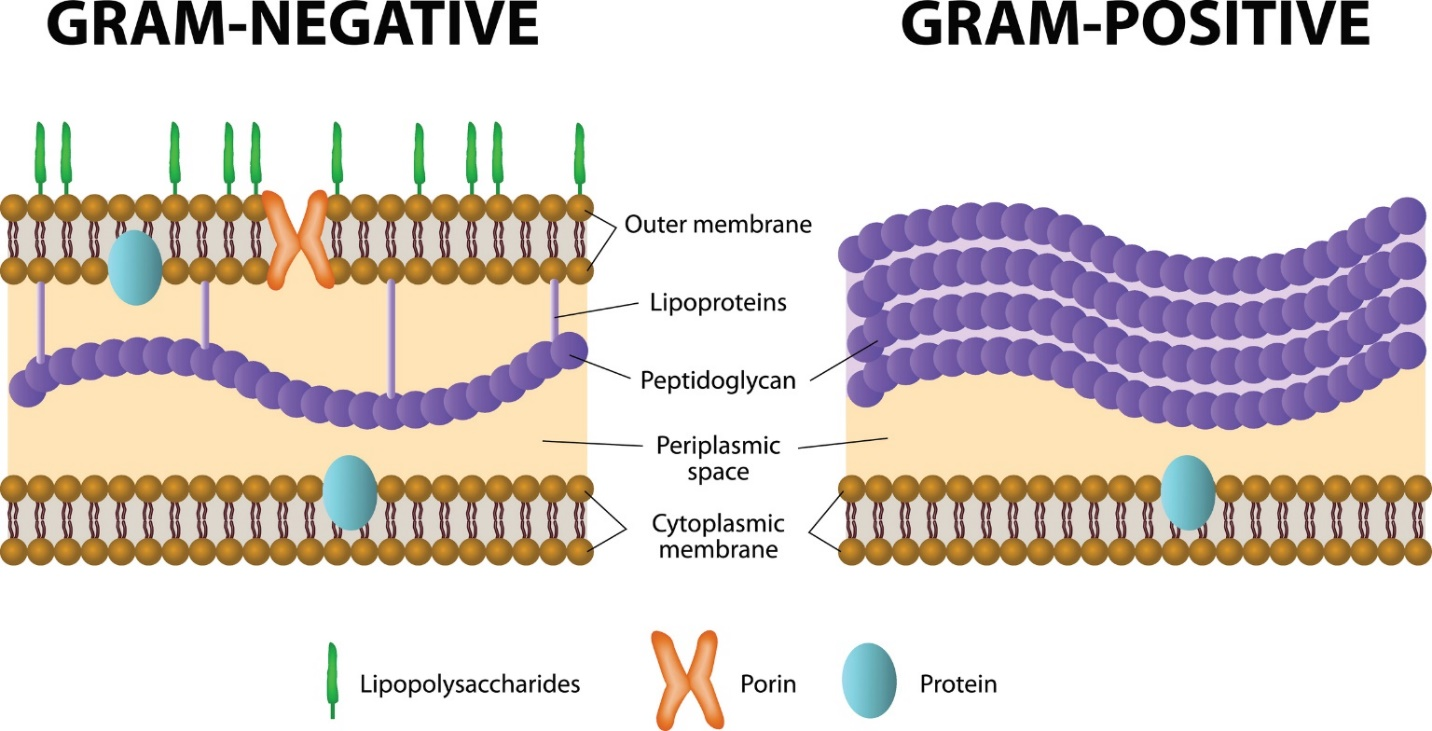 GRAM-NEGATIVE
GRAM-POSITIVE
Outer membrane
Lipoproteins
Peptidoglycan
Periplasmic
space
Cytoplasmic
membrane
Lipopolysaccharides
Porin
Protein